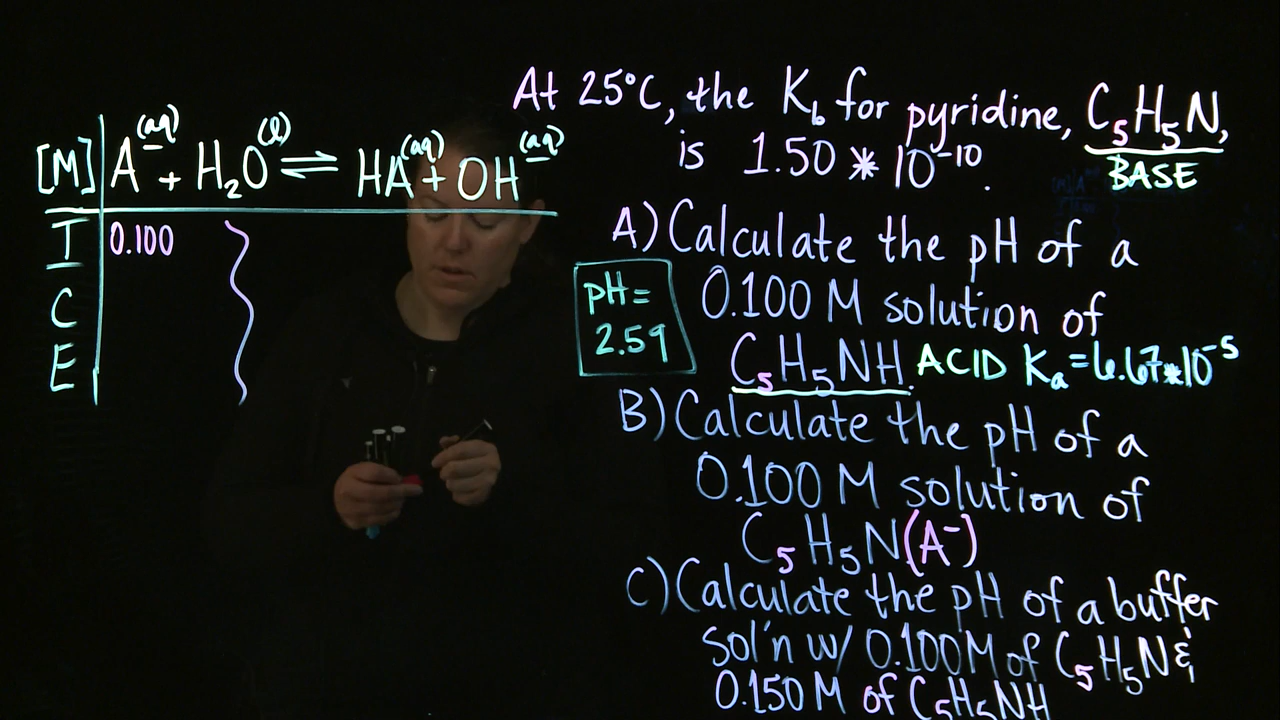 [M] A⁻(aq) + H₂O(l) ⇌ HA(aq) + OH⁻(aq)
I 0.100
C
E
At 25°C, the K_b for pyridine, C₅H₅N,
is 1.50 * 10⁻¹⁰.
BASE
A) Calculate the pH of a
0.100 M solution of
C₅H₅NH. ACID Kₐ = 6.67 * 10⁻⁵
pH =
2.59
B) Calculate the pH of a
0.100 M solution of
C₅H₅N (A⁻)
C) Calculate the pH of a buffer
sol'n w/ 0.100 M of C₅H₅N &
0.150 M of C₅H₅NH